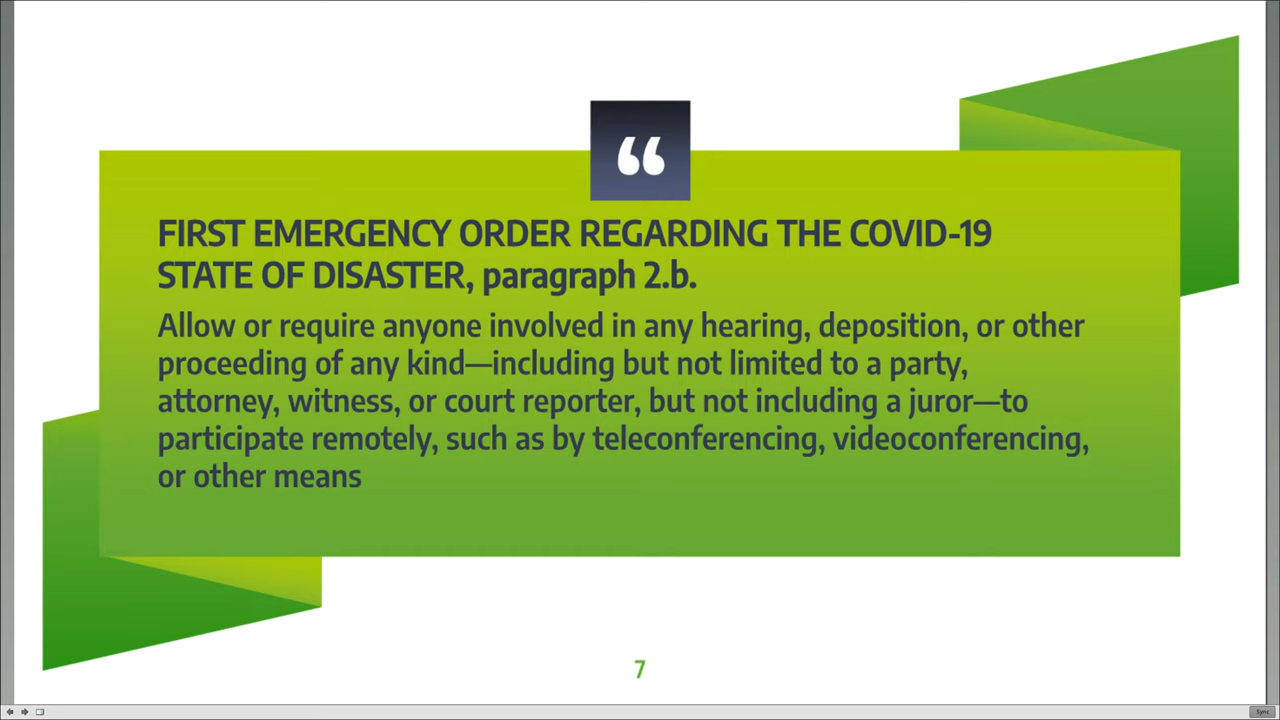 “
FIRST EMERGENCY ORDER REGARDING THE COVID-19
STATE OF DISASTER, paragraph 2.b.
Allow or require anyone involved in any hearing, deposition, or other
proceeding of any kind—including but not limited to a party,
attorney, witness, or court reporter, but not including a juror—to
participate remotely, such as by teleconferencing, videoconferencing,
or other means
7
Sync